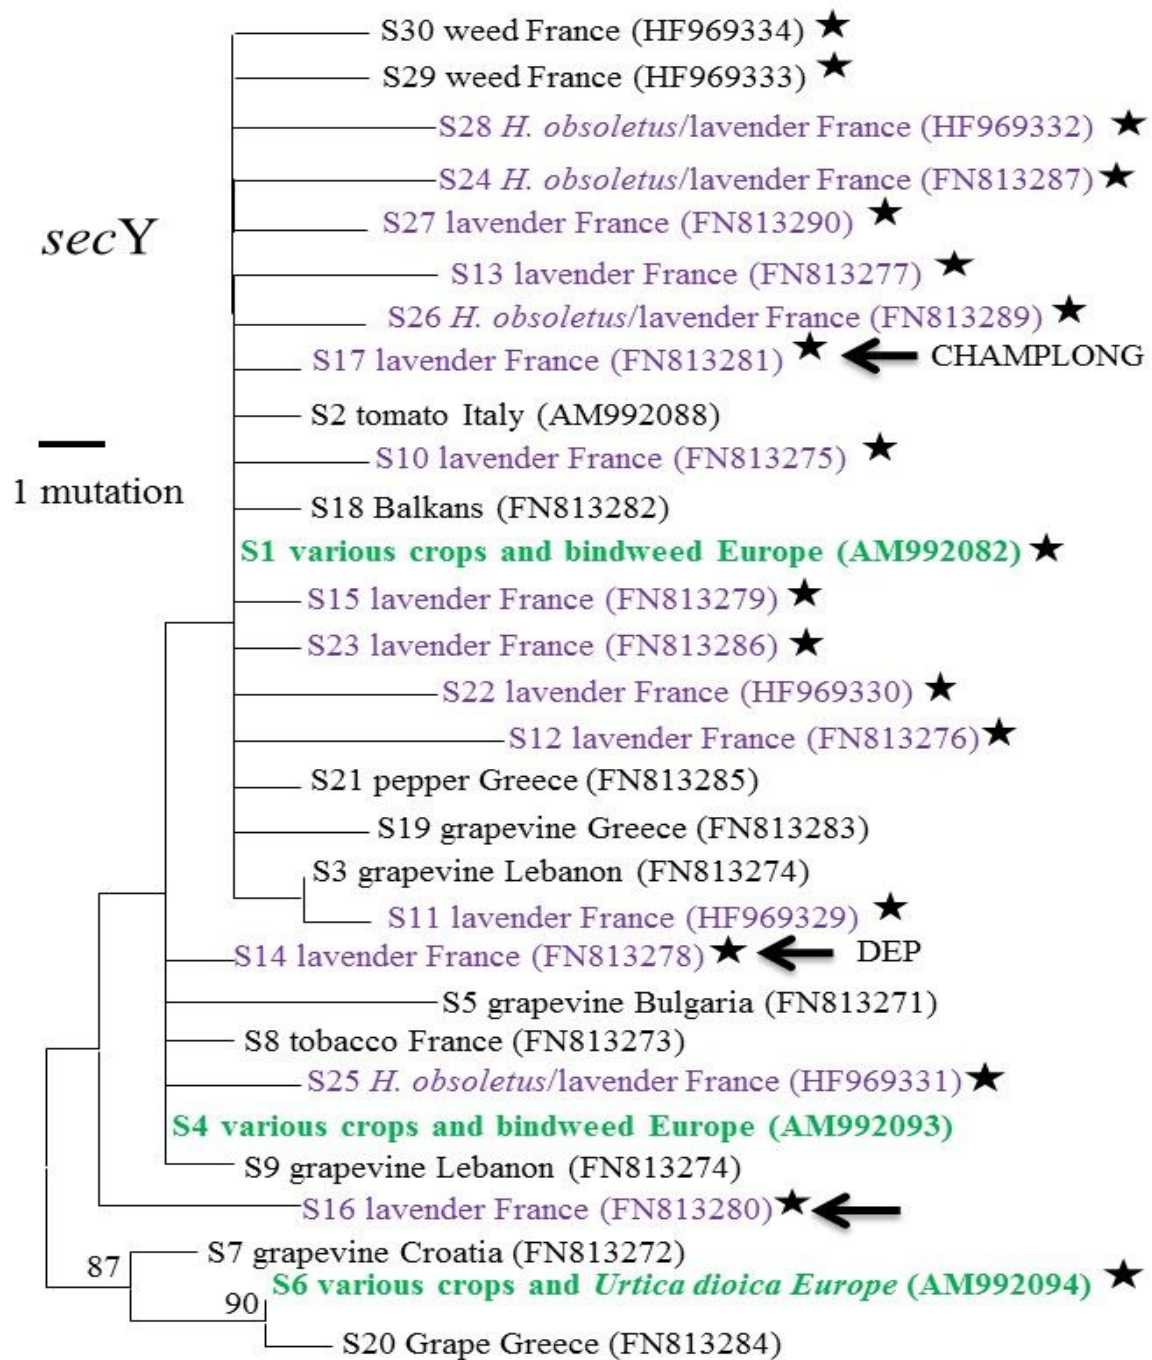 S30 weed France (HF969334) ★
S29 weed France (HF969333) ★
S28 H. obsoletus/lavender France (HF969332) ★
S24 H. obsoletus/lavender France (FN813287) ★
S27 lavender France (FN813290) ★
secY
S13 lavender France (FN813277) ★
S26 H. obsoletus/lavender France (FN813289) ★
S17 lavender France (FN813281) ★ CHAMPLONG
S2 tomato Italy (AM992088)
S10 lavender France (FN813275) ★
1 mutation
S18 Balkans (FN813282)
S1 various crops and bindweed Europe (AM992082) ★
S15 lavender France (FN813279) ★
S23 lavender France (FN813286) ★
S22 lavender France (HF969330) ★
S12 lavender France (FN813276) ★
S21 pepper Greece (FN813285)
S19 grapevine Greece (FN813283)
S3 grapevine Lebanon (FN813274)
S11 lavender France (HF969329) ★
S14 lavender France (FN813278) ★ DEP
S5 grapevine Bulgaria (FN813271)
S8 tobacco France (FN813273)
S25 H. obsoletus/lavender France (HF969331) ★
S4 various crops and bindweed Europe (AM992093)
S9 grapevine Lebanon (FN813274)
S16 lavender France (FN813280) ★
87
S7 grapevine Croatia (FN813272)
S6 various crops and Urtica dioica Europe (AM992094) ★
90
S20 Grape Greece (FN813284)